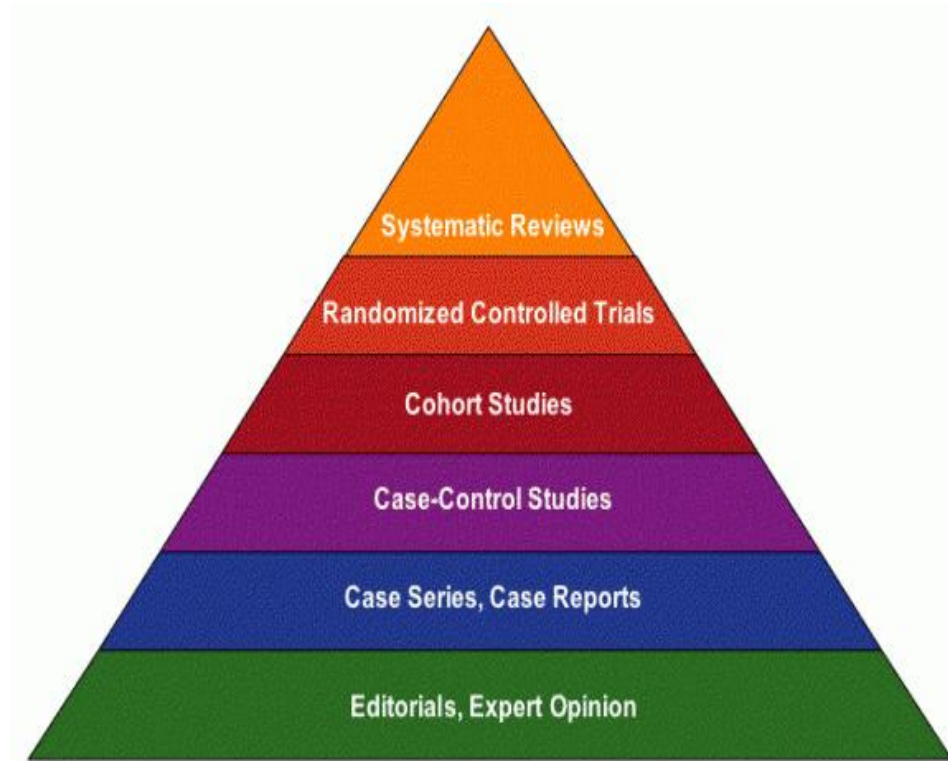 Systematic Reviews
Randomized Controlled Trials
Cohort Studies
Case-Control Studies
Case Series, Case Reports
Editorials, Expert Opinion